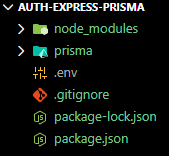 AUTH-EXPRESS-PRISMA
node_modules
prisma
.env
.gitignore
package-lock.json
package.json